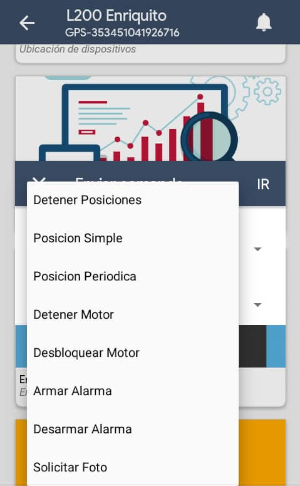 L200 Enriquito
GPS-353451041926716
Ubicación de dispositivos
IR
Detener Posiciones
Posicion Simple
Posicion Periodica
Detener Motor
Desbloquear Motor
Armar Alarma
Desarmar Alarma
Solicitar Foto